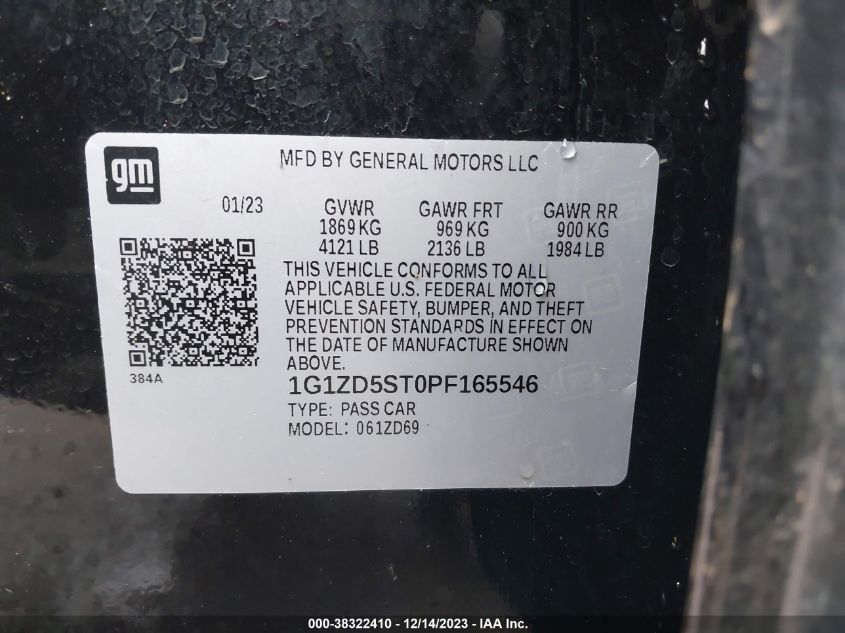 gm
MFD BY GENERAL MOTORS LLC
01/23
GVWR GAWR FRT GAWR RR
1869 KG 969 KG 900 KG
4121 LB 2136 LB 1984 LB
THIS VEHICLE CONFORMS TO ALL
APPLICABLE U.S. FEDERAL MOTOR
VEHICLE SAFETY, BUMPER, AND THEFT
PREVENTION STANDARDS IN EFFECT ON
THE DATE OF MANUFACTURE SHOWN
ABOVE.
384A
1G1ZD5ST0PF165546
TYPE: PASS CAR
MODEL: 061ZD69
000-38322410 - 12/14/2023 - 1G1ZD5ST0PF165546 - © IAA Inc.